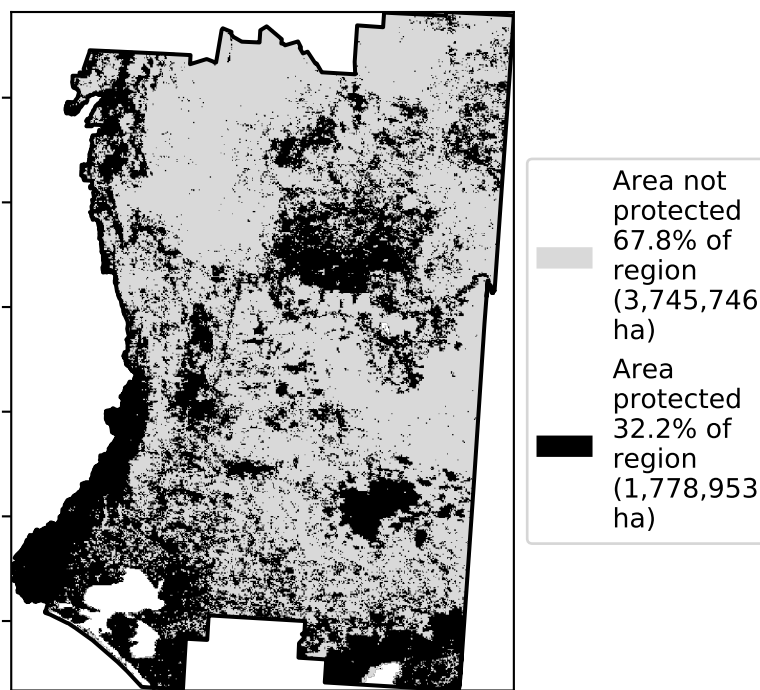 Area not
protected
67.8% of
region
(3,745,746
ha)
Area
protected
32.2% of
region
(1,778,953
ha)